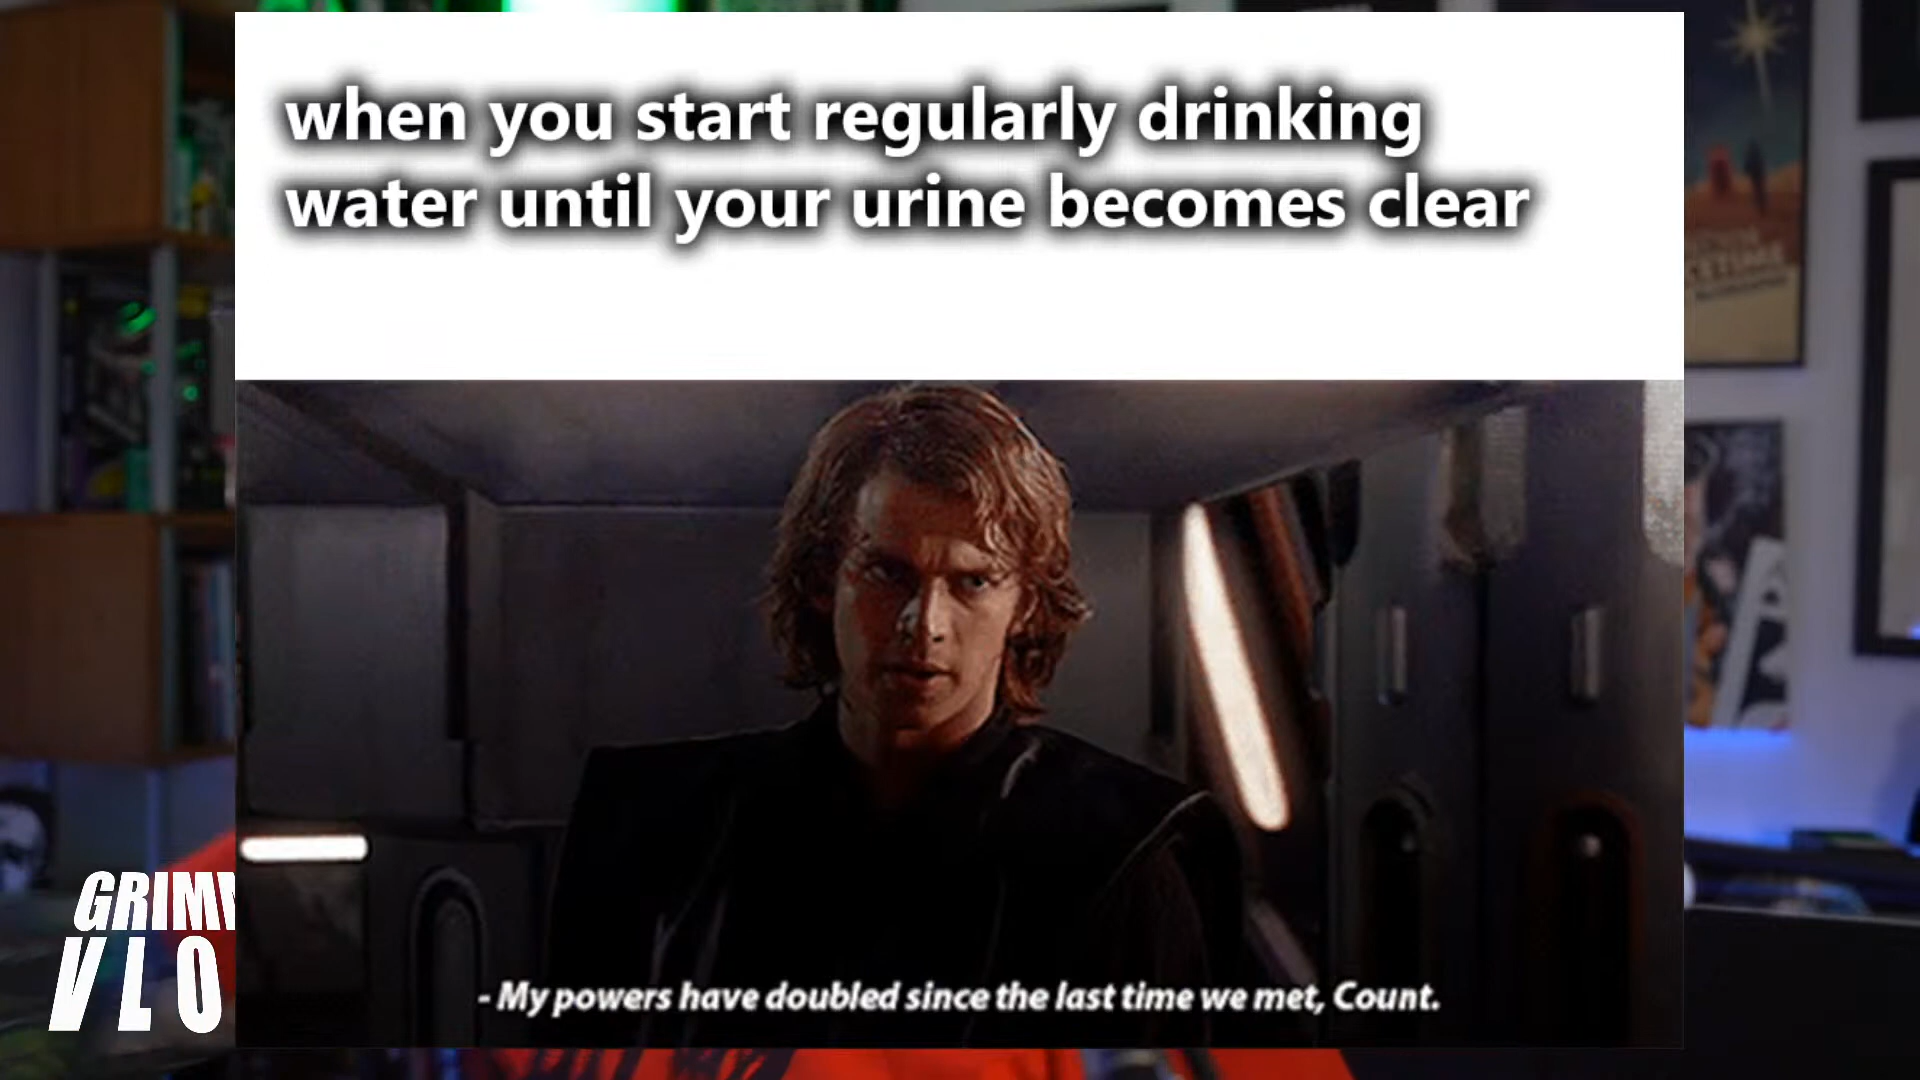 when you start regularly drinking
water until your urine becomes clear
- My powers have doubled since the last time we met, Count.
VLO